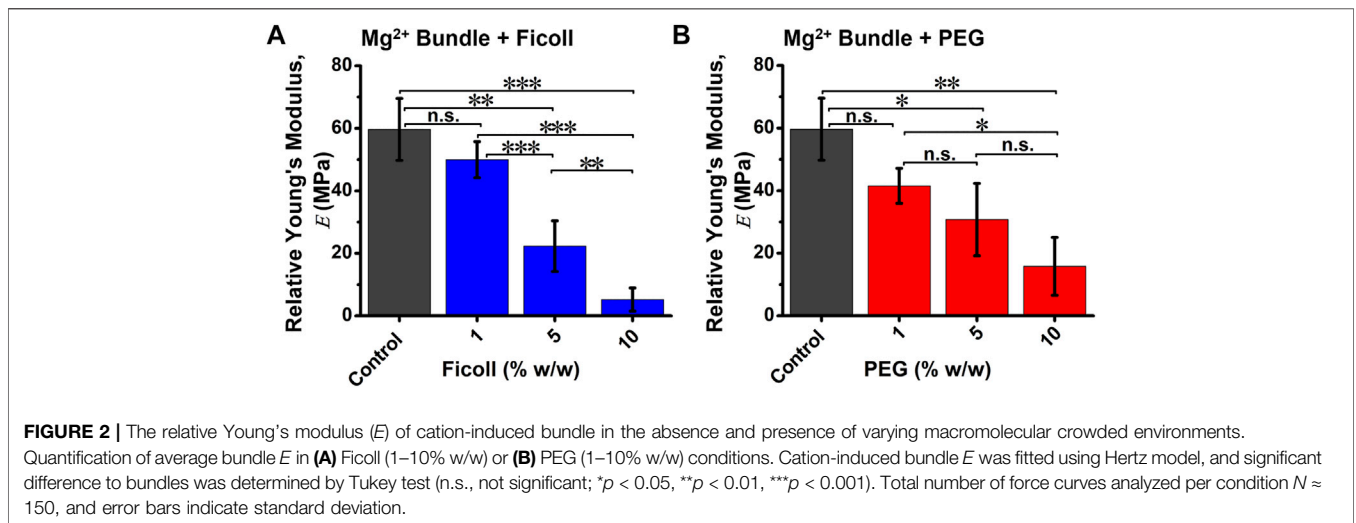 A
Mg²⁺ Bundle + Ficoll
Relative Young's Modulus,
E (MPa)
80
60
40
20
0
***
**
n.s.
***
***
**
Control
1
5
10
Ficoll (% w/w)
B
Mg²⁺ Bundle + PEG
Relative Young's Modulus,
E (MPa)
80
60
40
20
0
**
*
n.s.
*
n.s.
n.s.
Control
1
5
10
PEG (% w/w)
FIGURE 2 | The relative Young's modulus (E) of cation-induced bundle in the absence and presence of varying macromolecular crowded environments.
Quantification of average bundle E in (A) Ficoll (1–10% w/w) or (B) PEG (1–10% w/w) conditions. Cation-induced bundle E was fitted using Hertz model, and significant
difference to bundles was determined by Tukey test (n.s., not significant; *p < 0.05, **p < 0.01, ***p < 0.001). Total number of force curves analyzed per condition N ≈
150, and error bars indicate standard deviation.